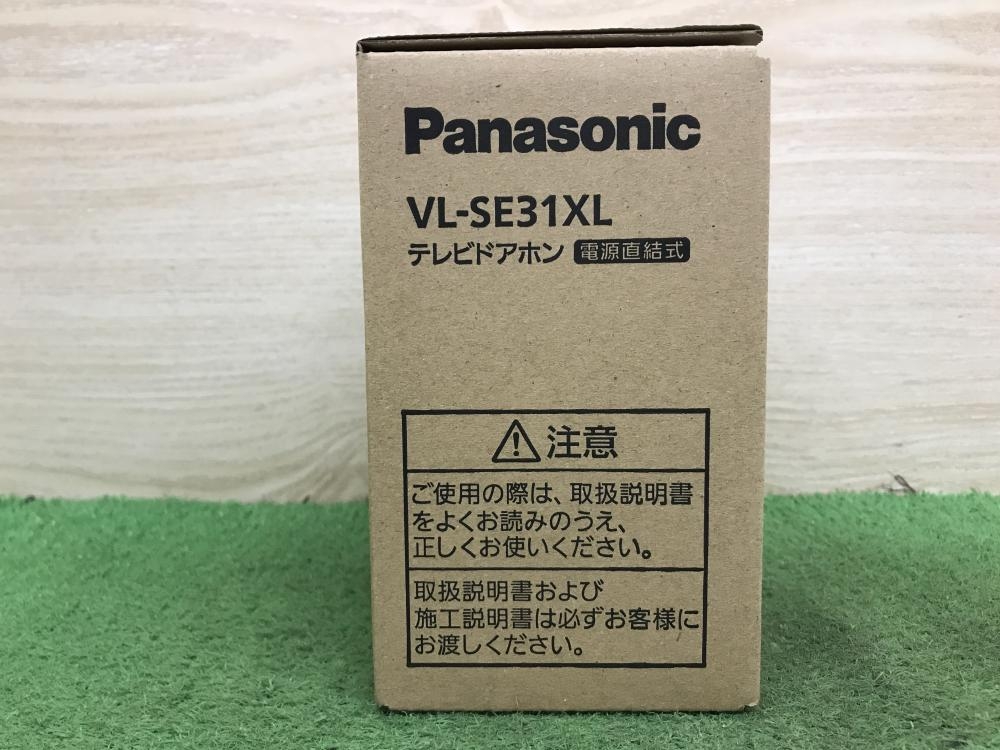 Panasonic
VL-SE31XL
テレビドアホン 電源直結式
注意
ご使用の際は、取扱説明書
をよくお読みのうえ、
正しくお使いください。
取扱説明書および
施工説明書は必ずお客様に
お渡しください。